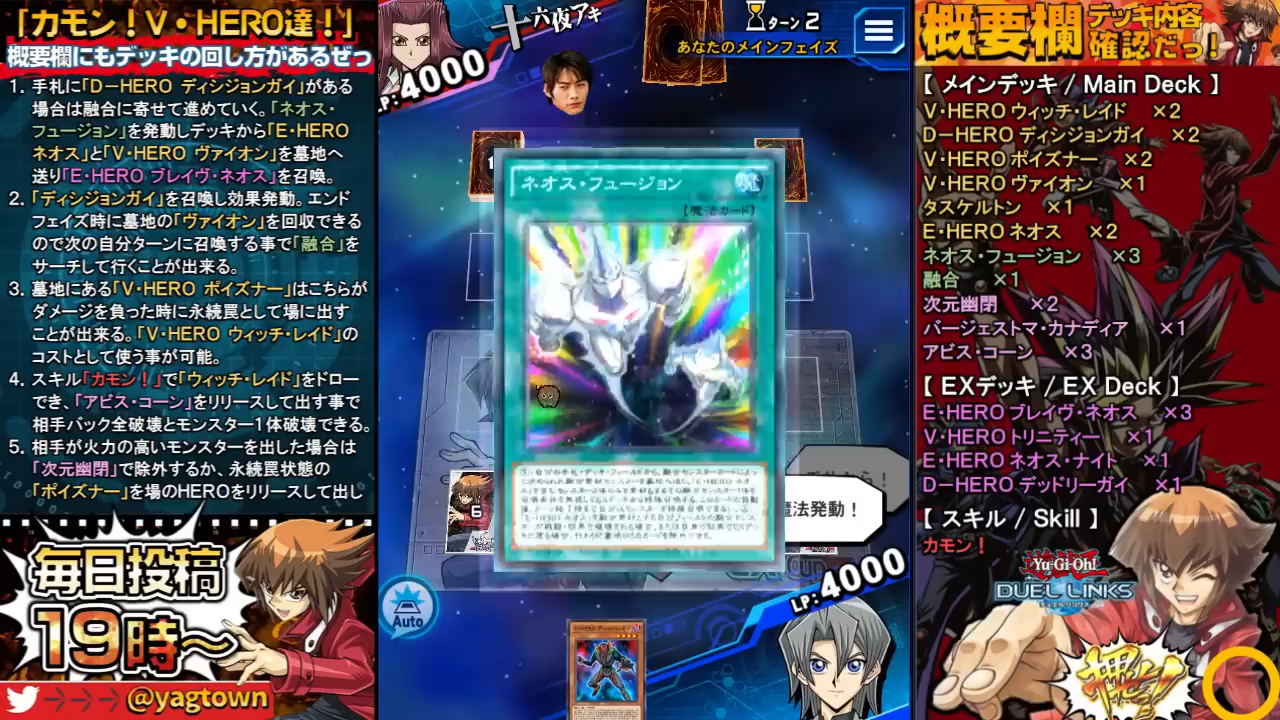 「カモン！V・HERO達！」
概要欄にもデッキの回し方があるぜっ
1. 手札に「D－HERO ディシジョンガイ」がある
場合は融合に寄せて進めていく。「ネオス・
フュージョン」を発動しデッキから「E・HERO
ネオス」と「V・HERO ヴァイオン」を墓地へ
送り「E・HERO ブレイヴ・ネオス」を召喚。
2. 「ディシジョンガイ」を召喚し効果発動。エンド
フェイズ時に墓地の「ヴァイオン」を回収できる
ので次の自分ターンに召喚する事で「融合」を
サーチして行くことが出来る。
3. 墓地にある「V・HERO ポイズナー」はこちらが
ダメージを負った時に永続罠として場に出す
ことが出来る。「V・HERO ウィッチ・レイド」の
コストとして使う事が可能。
4. スキル「カモン！」で「ウィッチ・レイド」をドロー
でき、「アビス・コーン」をリリースして出す事で
相手バック全破壊とモンスター1体破壊できる。
5. 相手が火力の高いモンスターを出した場合は
「次元幽閉」で除外するか、永続罠状態の
「ポイズナー」を場のHEROをリリースして出し
毎日投稿
19時～
@yagtown
十六夜アキ
LP:4000
ターン 2
あなたのメインフェイズ
ネオス・フュージョン
【魔法カード】
6
魔法発動！
Auto
LP:4000
概要欄
デッキ内容
確認だっ！
【 メインデッキ / Main Deck 】
V・HERO ウィッチ・レイド ×2
D－HERO ディシジョンガイ ×2
V・HERO ポイズナー ×2
V・HERO ヴァイオン ×1
タスケルトン ×1
E・HERO ネオス ×2
ネオス・フュージョン ×3
融合 ×1
次元幽閉 ×2
バージェストマ・カナディア ×1
アビス・コーン ×3
【 EXデッキ / EX Deck 】
E・HERO ブレイヴ・ネオス ×3
V・HERO トリニティー ×1
E・HERO ネオス・ナイト ×1
D－HERO デッドリーガイ ×1
【 スキル / Skill 】
カモン！
Yu-Gi-Oh!
DUEL LINKS
デュエルリンクス